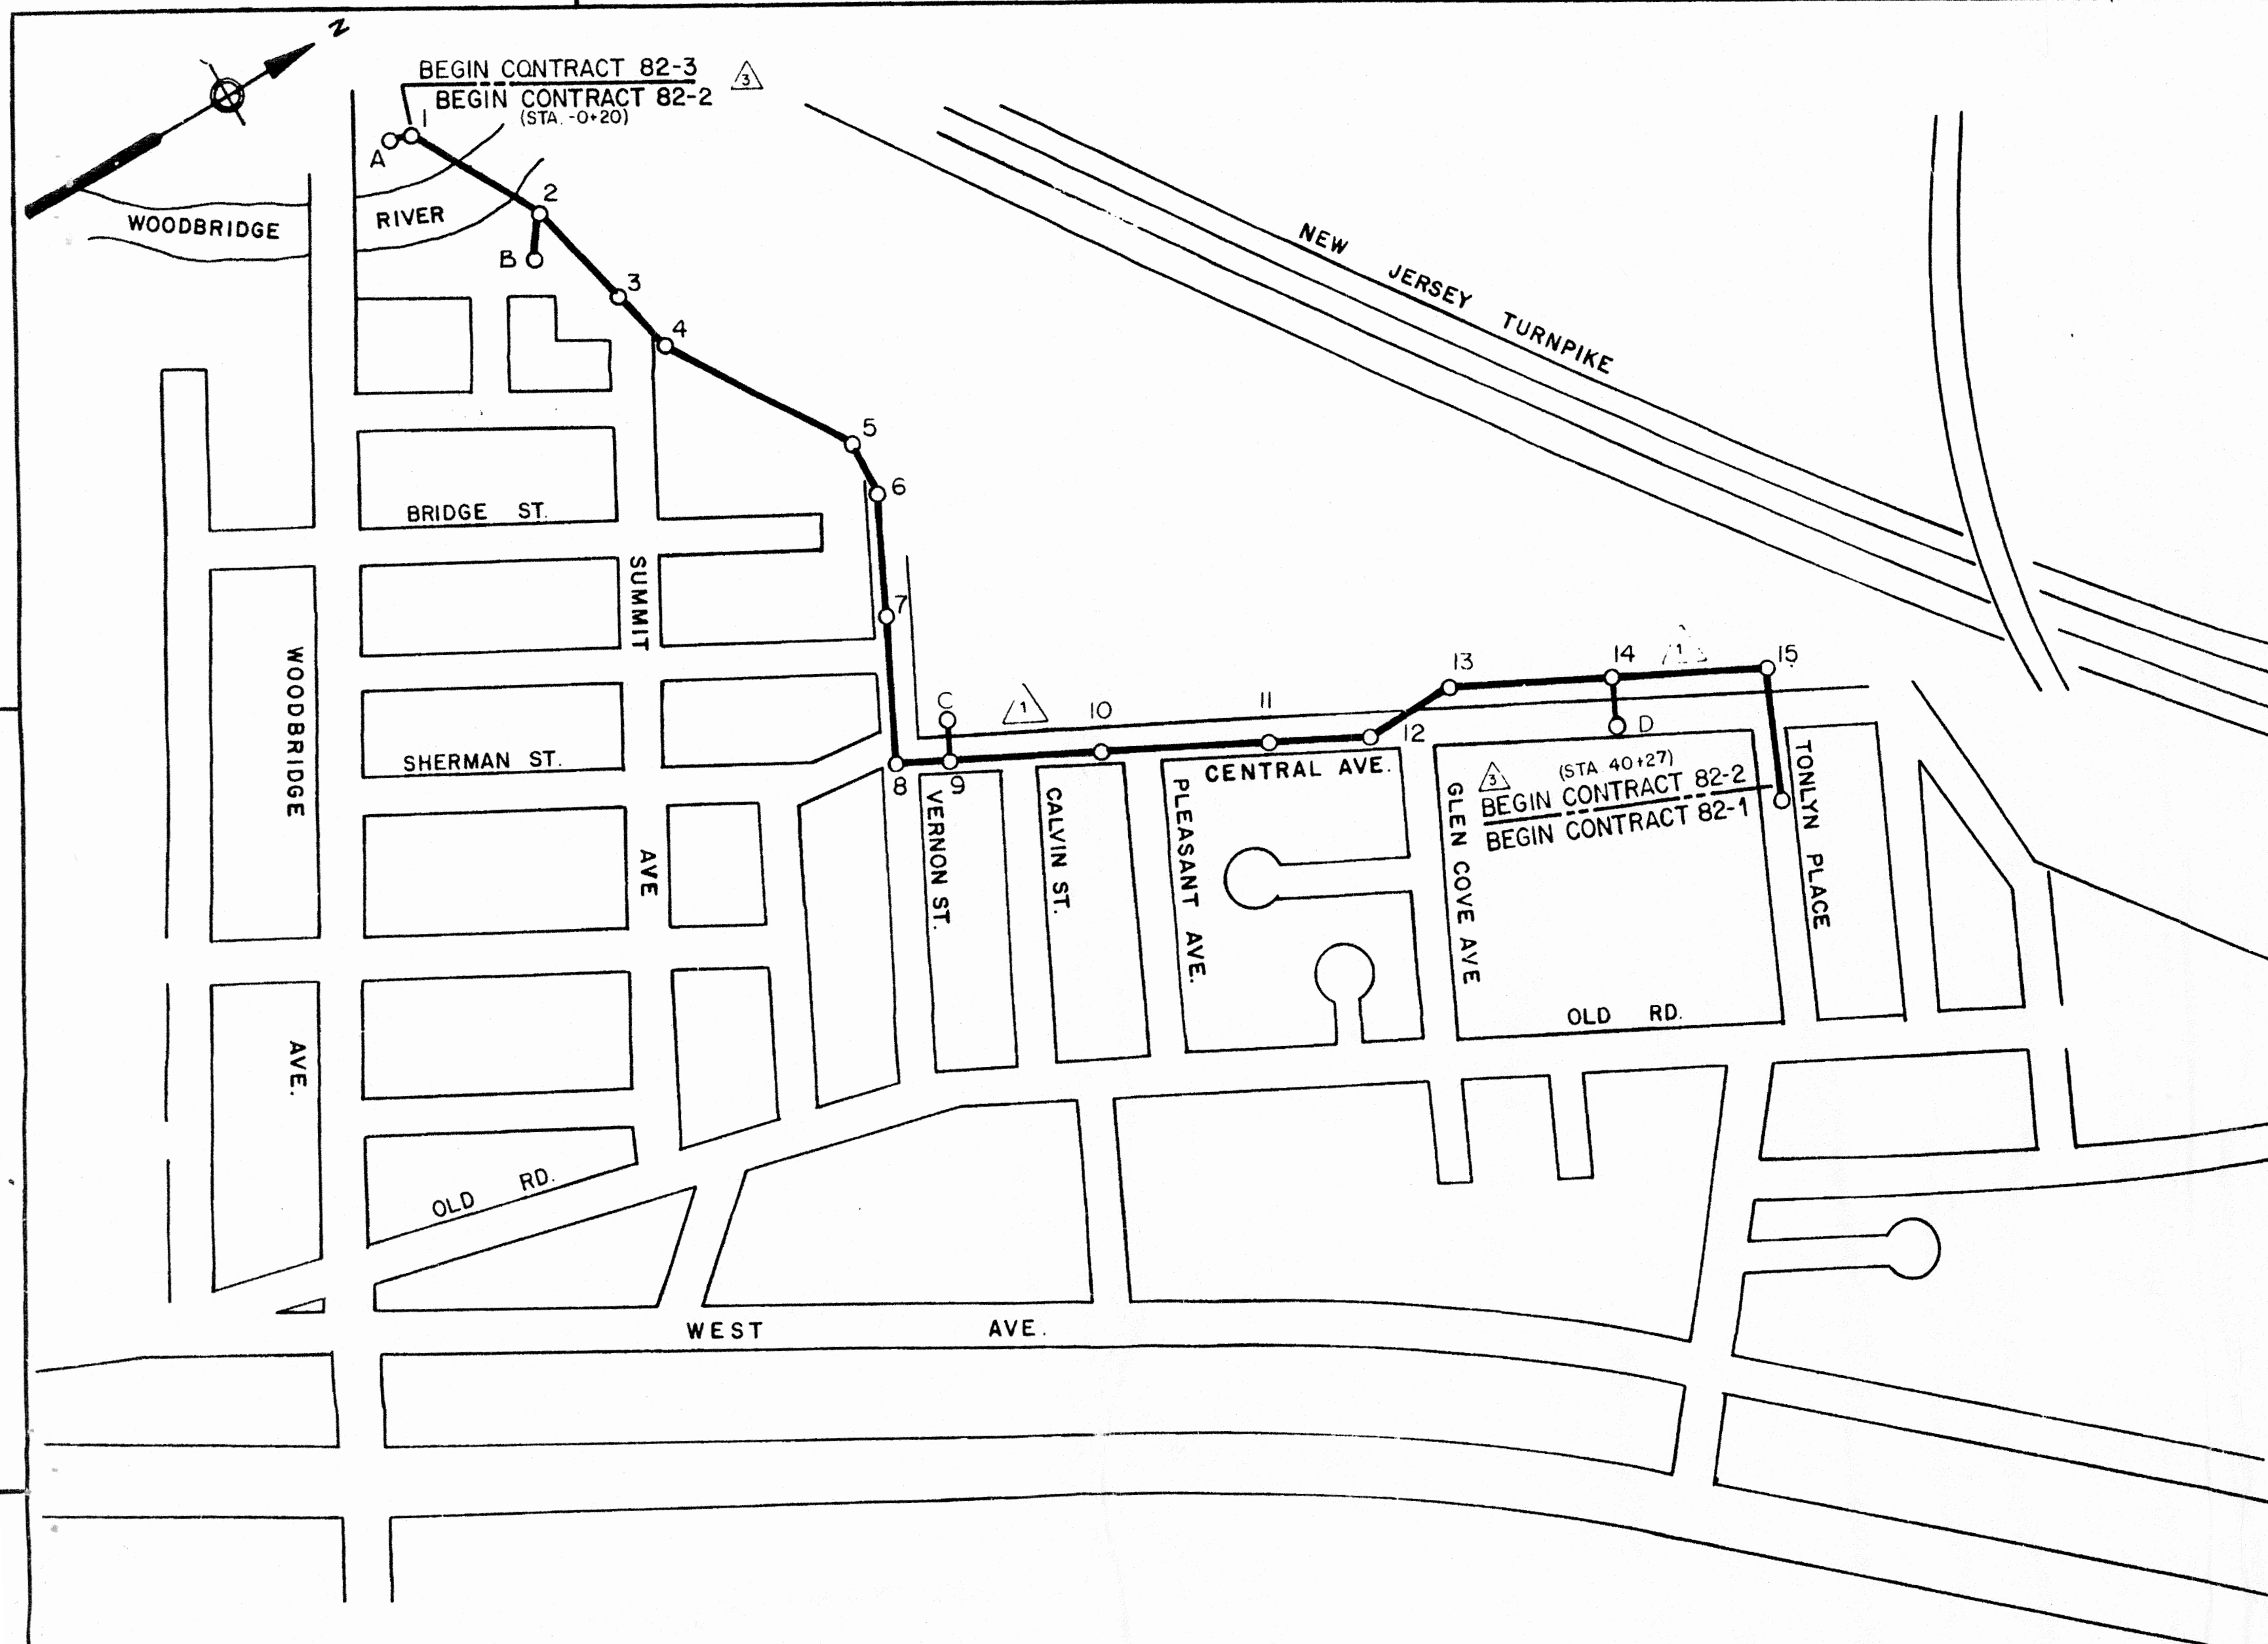 N
BEGIN CONTRACT 82-3
3
BEGIN CONTRACT 82-2
(STA. -0+20)
1
A
2
WOODBRIDGE RIVER
B
3
4
NEW JERSEY TURNPIKE
5
6
BRIDGE ST.
SUMMIT AVE
7
WOODBRIDGE AVE.
C
1
10
11
12
13
14
1
15
D
SHERMAN ST.
8
9
CENTRAL AVE.
VERNON ST.
CALVIN ST.
PLEASANT AVE.
GLEN COVE AVE
3
(STA. 40+27)
BEGIN CONTRACT 82-2
BEGIN CONTRACT 82-1
TONLYN PLACE
OLD RD.
OLD RD.
WEST AVE.